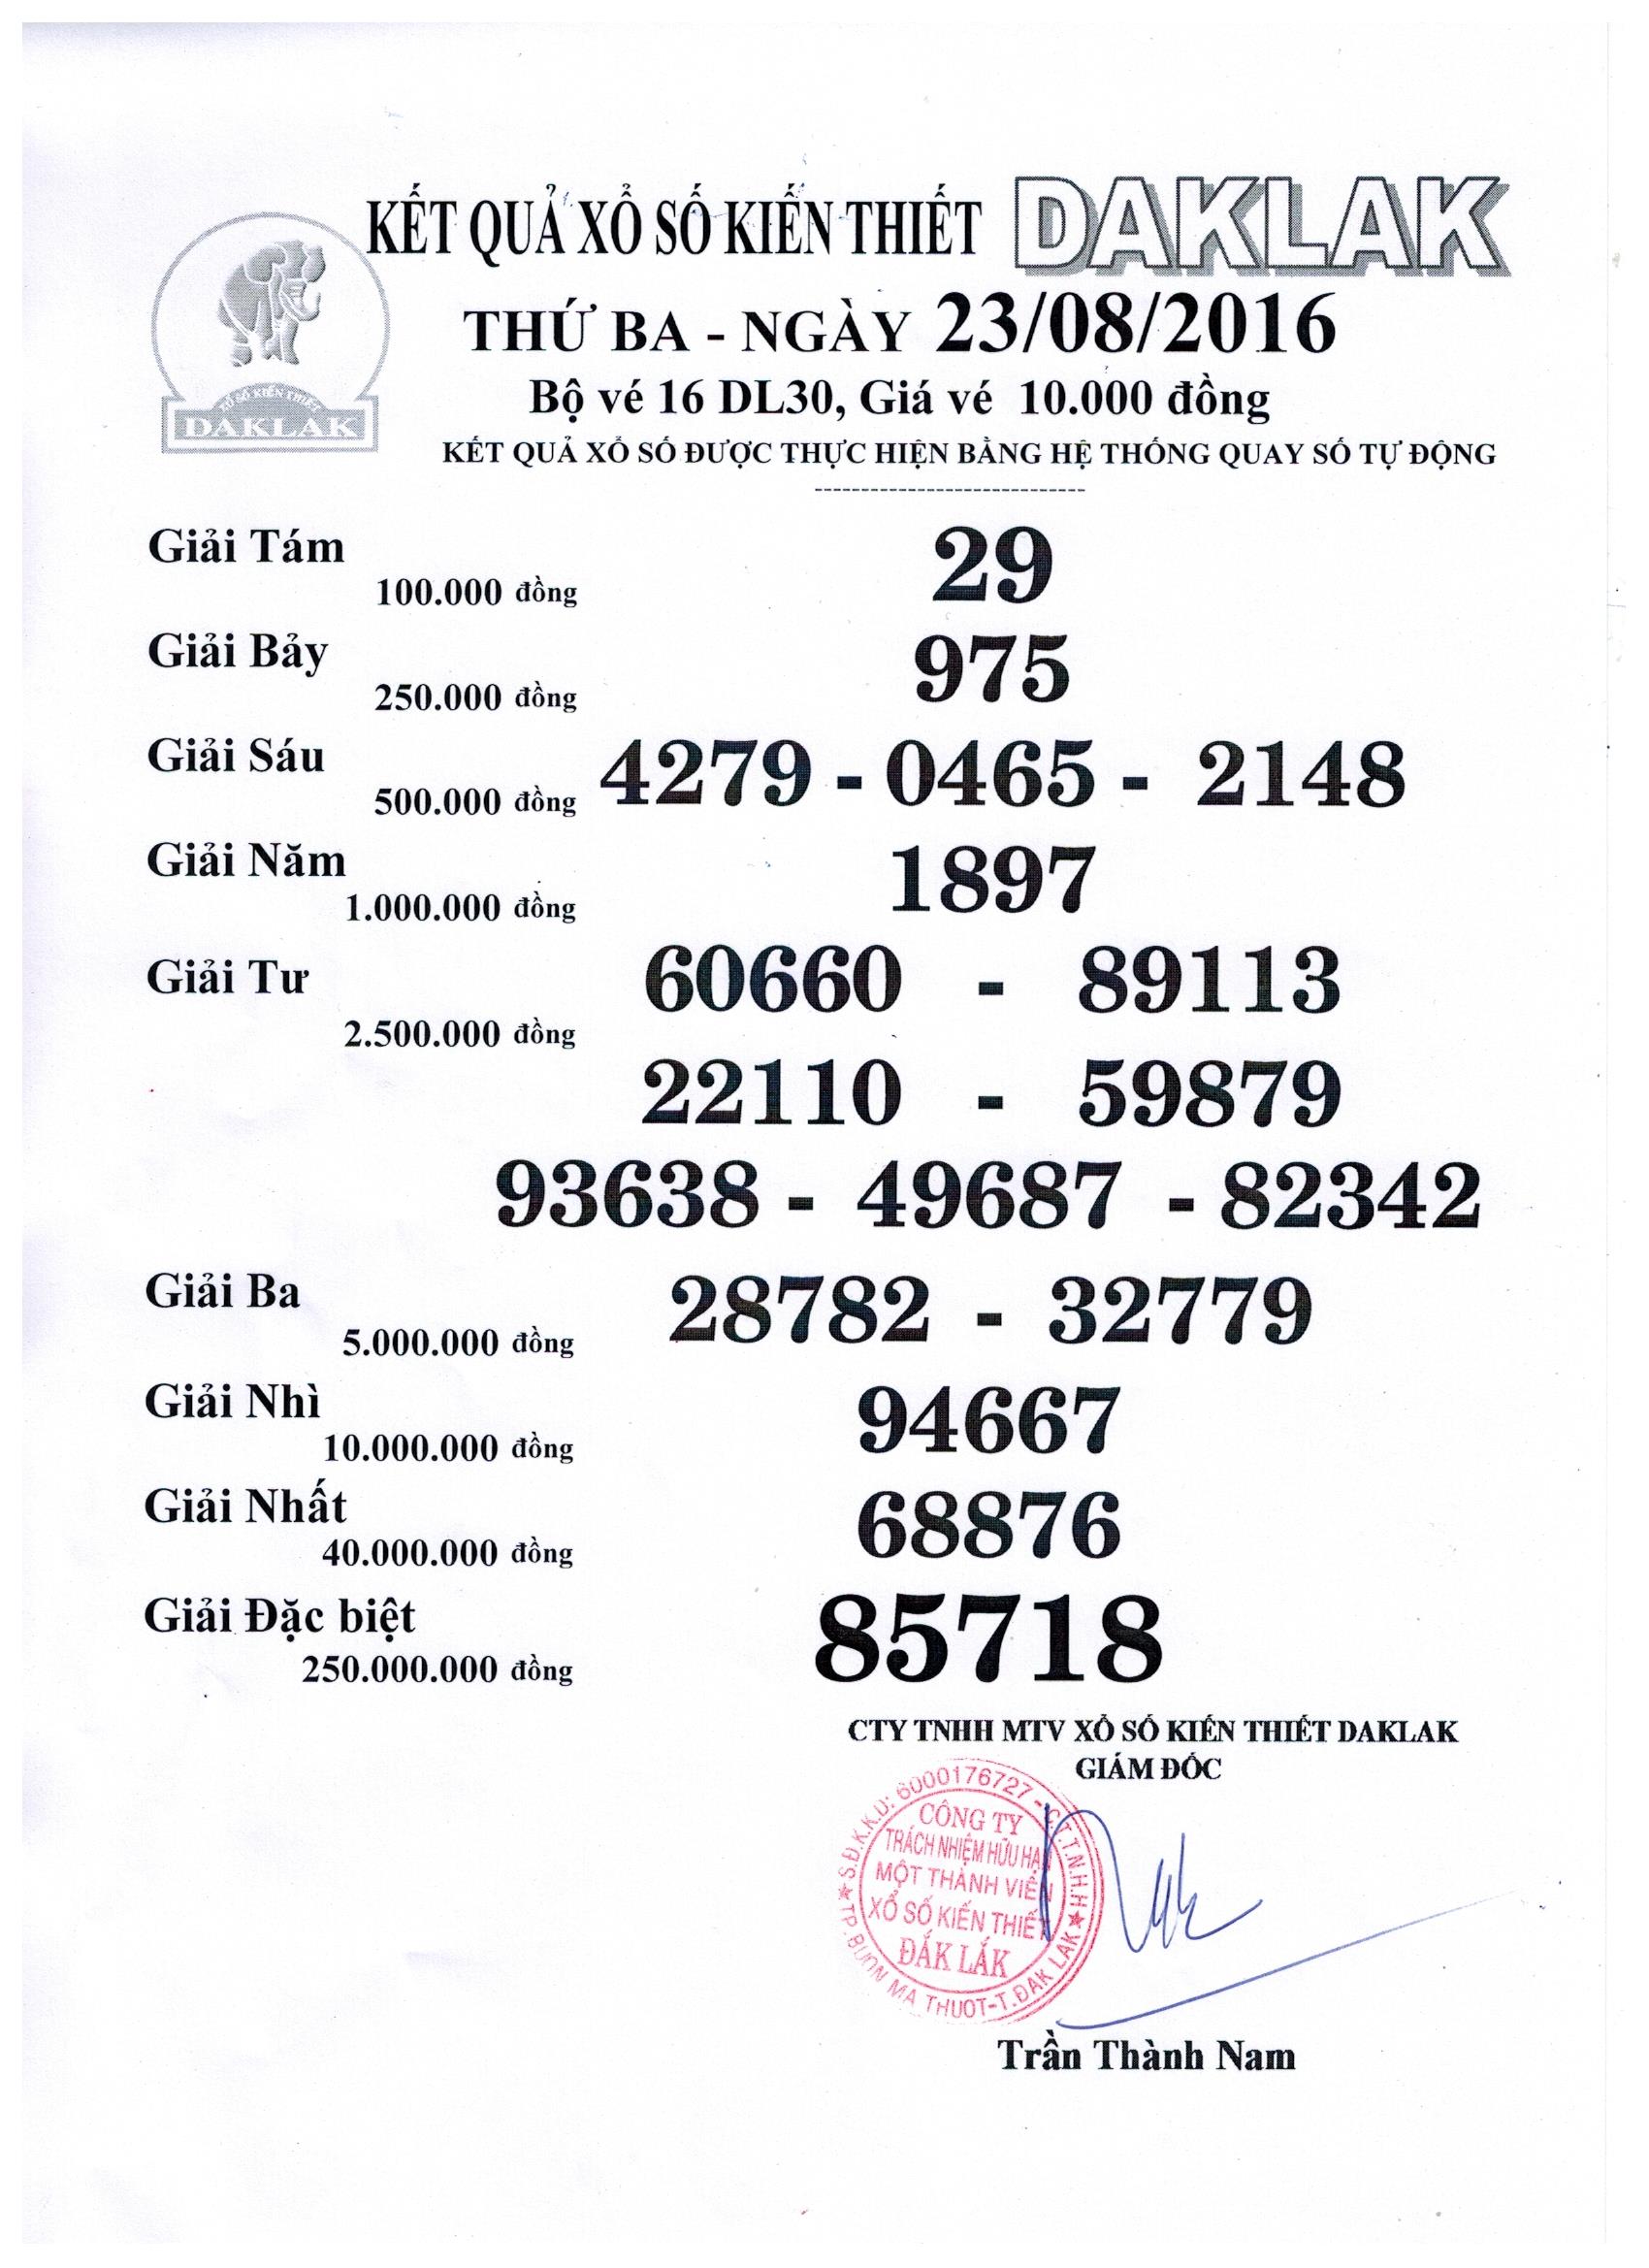 KẾT QUẢ XỔ SỐ KIẾN THIẾT DAKLAK
THỨ BA - NGÀY 23/08/2016
Bộ vé 16 DL30, Giá vé 10.000 đồng
XỔ SỐ KIẾN THIẾT
DAKLAK
KẾT QUẢ XỔ SỐ ĐƯỢC THỰC HIỆN BẰNG HỆ THỐNG QUAY SỐ TỰ ĐỘNG
-----------------------------
Giải Tám 29
100.000 đồng
Giải Bảy 975
250.000 đồng
Giải Sáu 4279 - 0465 - 2148
500.000 đồng
Giải Năm 1897
1.000.000 đồng
Giải Tư 60660 - 89113
2.500.000 đồng
22110 - 59879
93638 - 49687 - 82342
Giải Ba 28782 - 32779
5.000.000 đồng
Giải Nhì 94667
10.000.000 đồng
Giải Nhất 68876
40.000.000 đồng
Giải Đặc biệt 85718
250.000.000 đồng
CTY TNHH MTV XỔ SỐ KIẾN THIẾT DAKLAK
GIÁM ĐỐC
S.Đ.K.K.D: 6000176727 - C.T.T.N.H.H
CÔNG TY
TRÁCH NHIỆM HỮU HẠN
MỘT THÀNH VIÊN
XỔ SỐ KIẾN THIẾT
ĐẮK LẮK
TP.BUÔN MA THUOT-T.ĐAK LAK
Trần Thành Nam